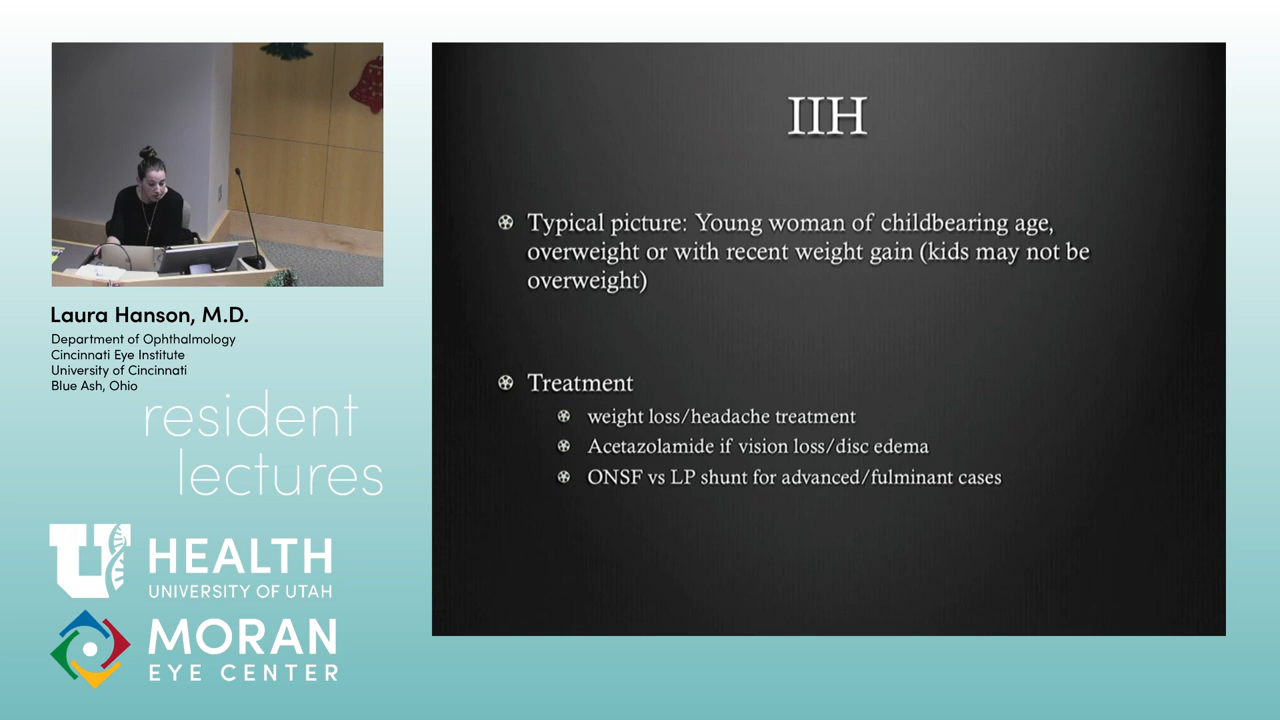 Laura Hanson, M.D.
Department of Ophthalmology
Cincinnati Eye Institute
University of Cincinnati
Blue Ash, Ohio
resident
lectures
U HEALTH
UNIVERSITY OF UTAH
MORAN
EYE CENTER
IIH
Typical picture: Young woman of childbearing age,
overweight or with recent weight gain (kids may not be
overweight)
Treatment
weight loss/headache treatment
Acetazolamide if vision loss/disc edema
ONSF vs LP shunt for advanced/fulminant cases